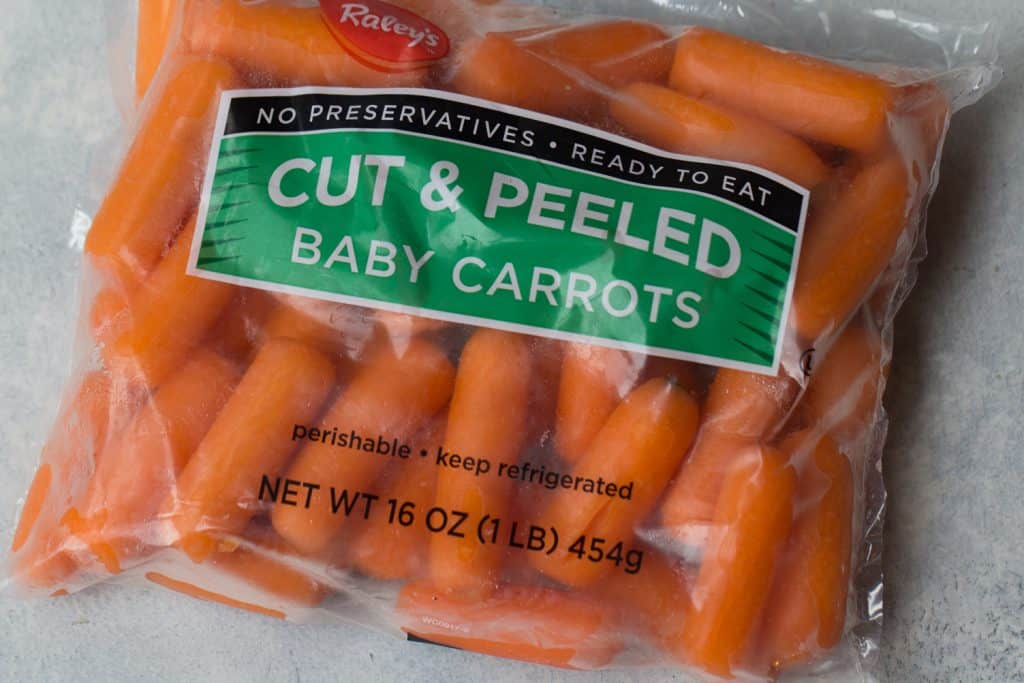 Raley's
NO PRESERVATIVES • READY TO EAT
CUT & PEELED
BABY CARROTS
perishable • keep refrigerated
NET WT 16 OZ (1 LB) 454g